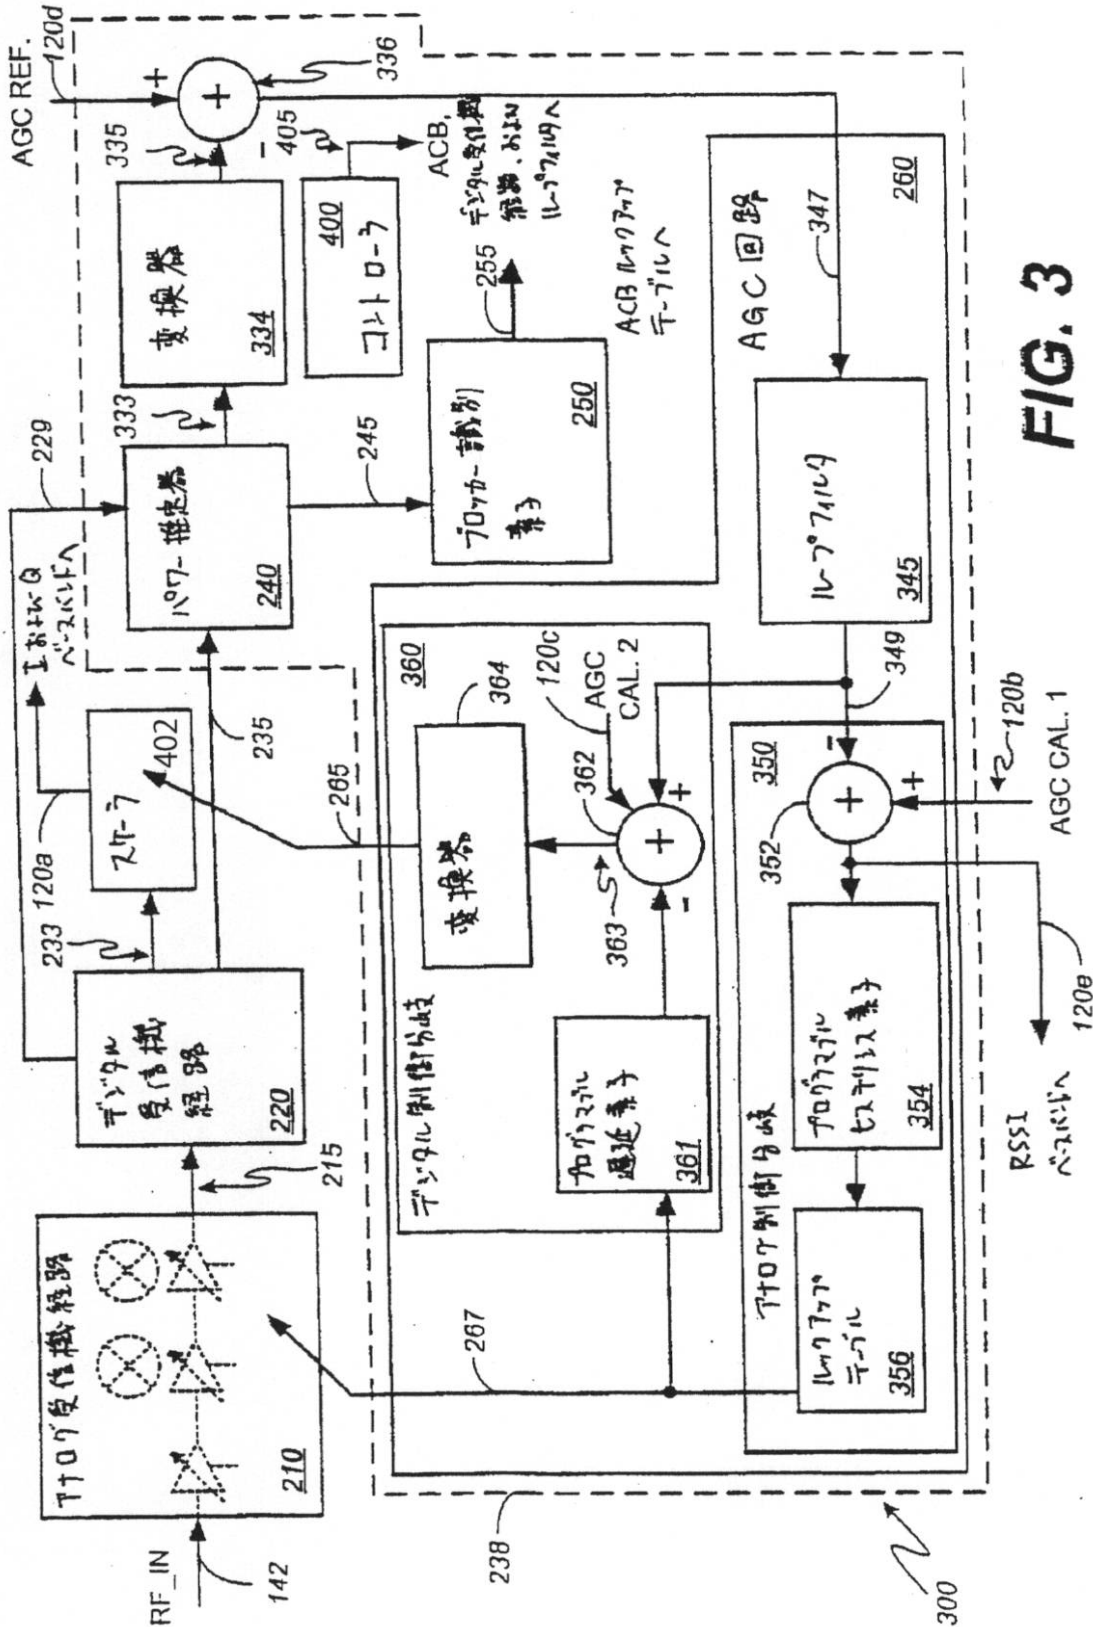 RF_IN
142
アナログ受信機経路
210
215
デジタル
受信機
経路
220
233
120a
スケーラ
402
IおよびQ
ベースバンドへ
229
235
パワー推定器
240
333
変換器
334
335
AGC REF.
120d
336
405
コントローラ
400
ACB,
デジタル受信機
経路、および
ループフィルタへ
245
ブロッカー識別
素子
250
255
ACBルックアップ
テーブルへ
265
デジタル制御分岐
360
変換器
364
363
362
120c
AGC
CAL. 2
プログラマブル
遅延素子
361
267
AGC回路
260
347
ループフィルタ
345
349
アナログ制御分岐
350
352
プログラマブル
ヒステリシス素子
354
ルックアップ
テーブル
356
120b
AGC CAL. 1
120e
RSSI
ベースバンドへ
238
300
FIG. 3